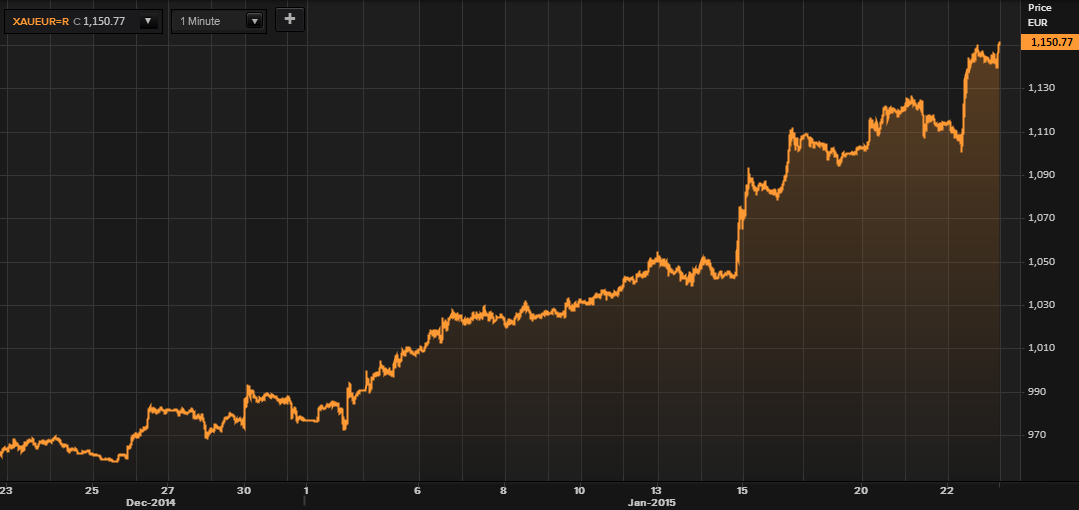 XAUEUR=R C 1,150.77 ▼ 1 Minute ▼ +
Price
EUR
1,150.77
1,130
1,110
1,090
1,070
1,050
1,030
1,010
990
970
23 25 27 30 1 6 8 10 13 15 20 22
Dec-2014 Jan-2015